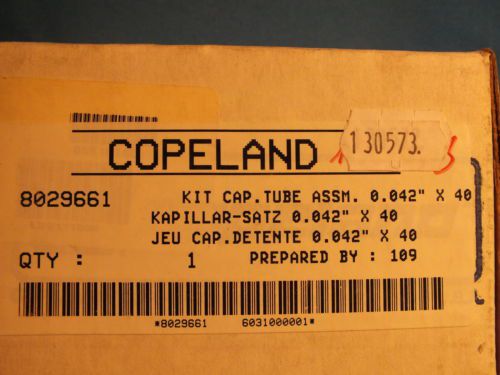 COPELAND
130573.
8029661 KIT CAP.TUBE ASSM. 0.042" X 40
KAPILLAR-SATZ 0.042" X 40
JEU CAP.DETENTE 0.042" X 40
QTY : 1 PREPARED BY : 109
*8029661 6031000001*